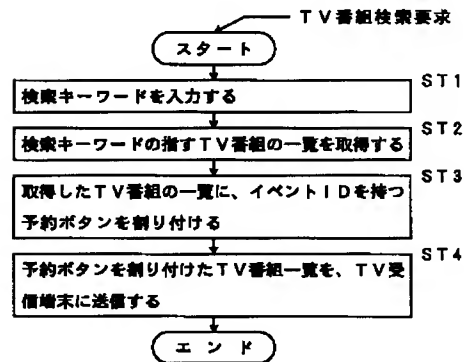 TV番組検索要求
スタート
ST1
検索キーワードを入力する
ST2
検索キーワードの指すTV番組の一覧を取得する
ST3
取得したTV番組の一覧に、イベントIDを持つ
予約ボタンを割り付ける
ST4
予約ボタンを割り付けたTV番組一覧を、TV受
信端末に送信する
エンド